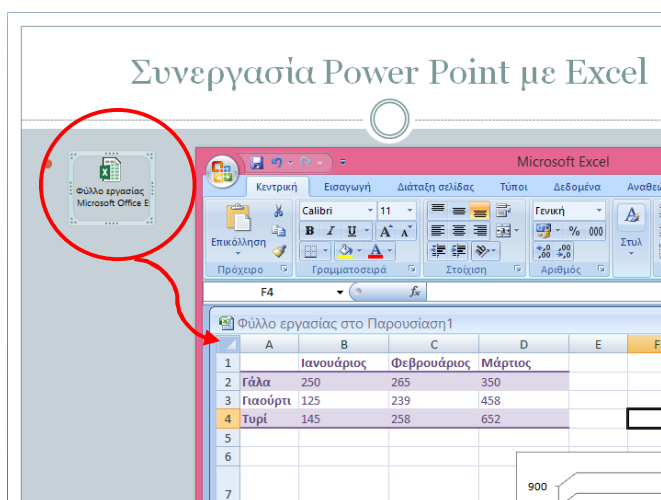 Συνεργασία Power Point με Excel
Φύλλο εργασίας
Microsoft Office E
Microsoft Excel
Κεντρική Εισαγωγή Διάταξη σελίδας Τύποι Δεδομένα
Calibri 11 Γενική
B I U A A
% 000
Επικόλληση A Στυλ
Πρόχειρο Γραμματοσειρά Στοίχιση Αριθμός
F4 fx
Φύλλο εργασίας στο Παρουσίαση1
A B C D E F
1 Ιανουάριος Φεβρουάριος Μάρτιος
2 Γάλα 250 265 350
3 Γιαούρτι 125 239 458
4 Τυρί 145 258 652
5
6
7
900